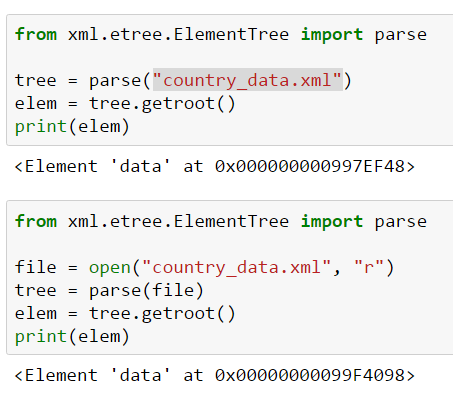 from xml.etree.ElementTree import parse
tree = parse("country_data.xml")
elem = tree.getroot()
print(elem)
<Element 'data' at 0x000000000997EF48>
from xml.etree.ElementTree import parse
file = open("country_data.xml", "r")
tree = parse(file)
elem = tree.getroot()
print(elem)
<Element 'data' at 0x00000000099F4098>